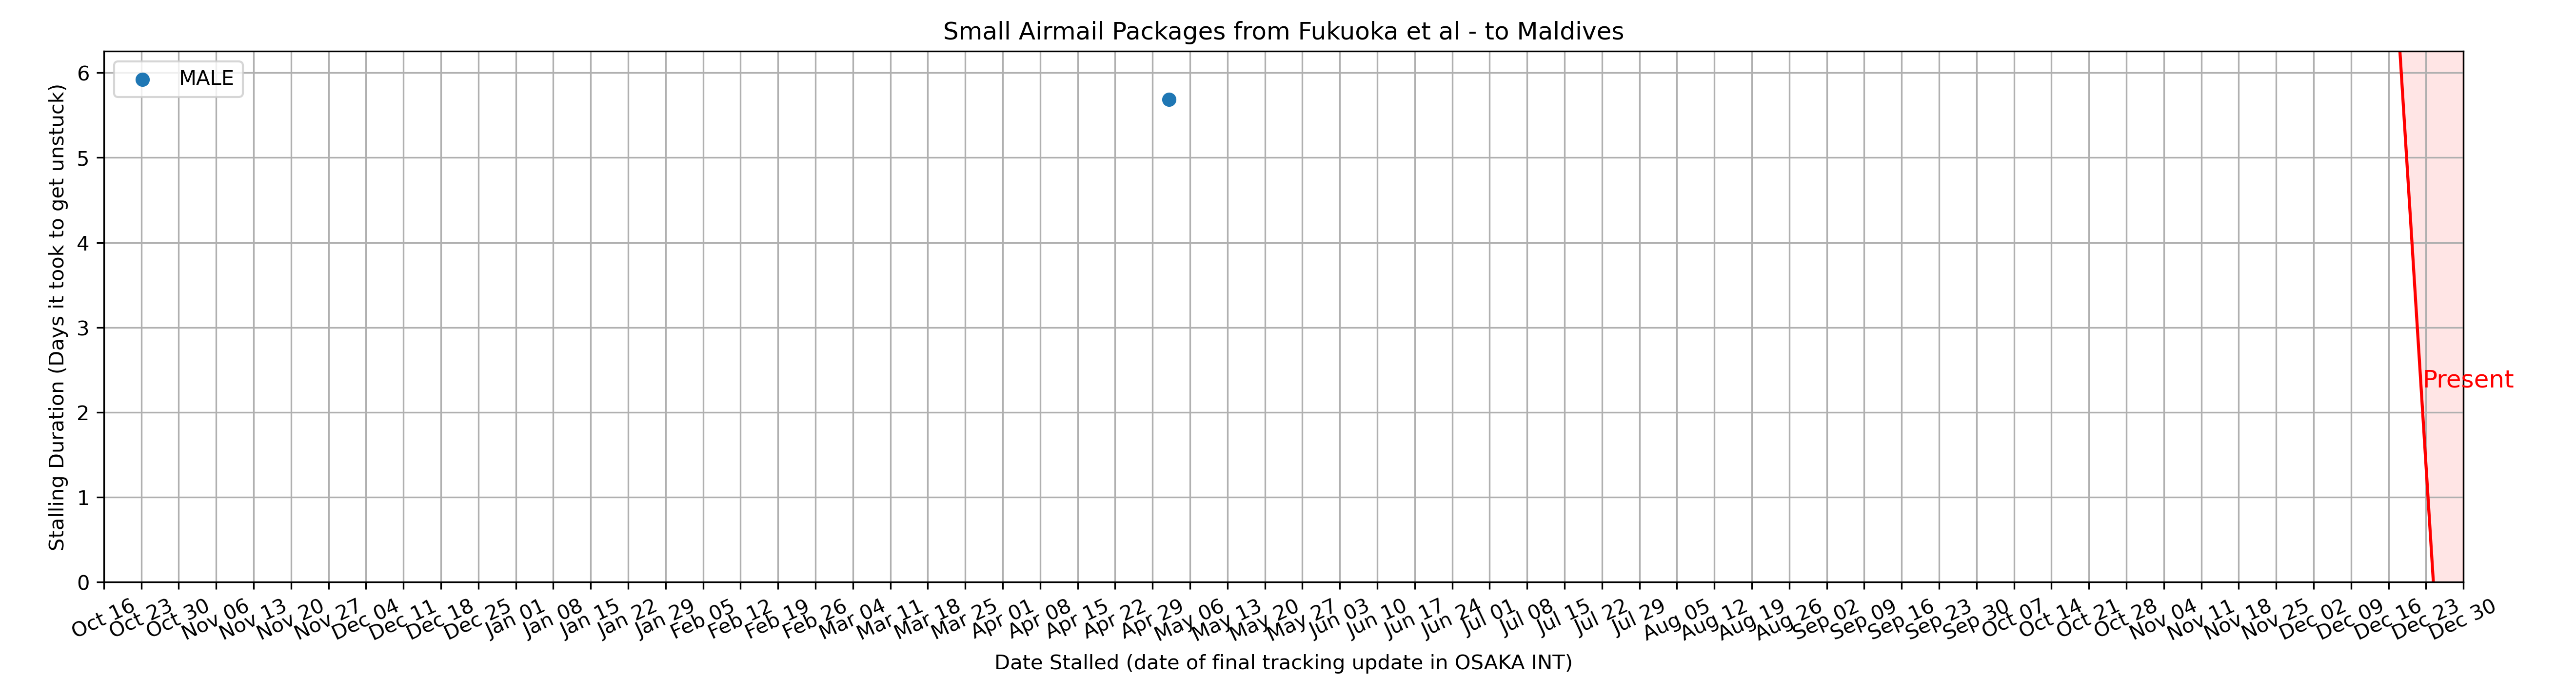 Small Airmail Packages from Fukuoka et al - to Maldives
MALE
Stalling Duration (Days it took to get unstuck)
6
5
4
3
2
1
0
Present
Oct 16
Oct 23
Oct 30
Nov 06
Nov 13
Nov 20
Nov 27
Dec 04
Dec 11
Dec 18
Dec 25
Jan 01
Jan 08
Jan 15
Jan 22
Jan 29
Feb 05
Feb 12
Feb 19
Feb 26
Mar 04
Mar 11
Mar 18
Mar 25
Apr 01
Apr 08
Apr 15
Apr 22
Apr 29
May 06
May 13
May 20
May 27
Jun 03
Jun 10
Jun 17
Jun 24
Jul 01
Jul 08
Jul 15
Jul 22
Jul 29
Aug 05
Aug 12
Aug 19
Aug 26
Sep 02
Sep 09
Sep 16
Sep 23
Sep 30
Oct 07
Oct 14
Oct 21
Oct 28
Nov 04
Nov 11
Nov 18
Nov 25
Dec 02
Dec 09
Dec 16
Dec 23
Dec 30
Date Stalled (date of final tracking update in OSAKA INT)